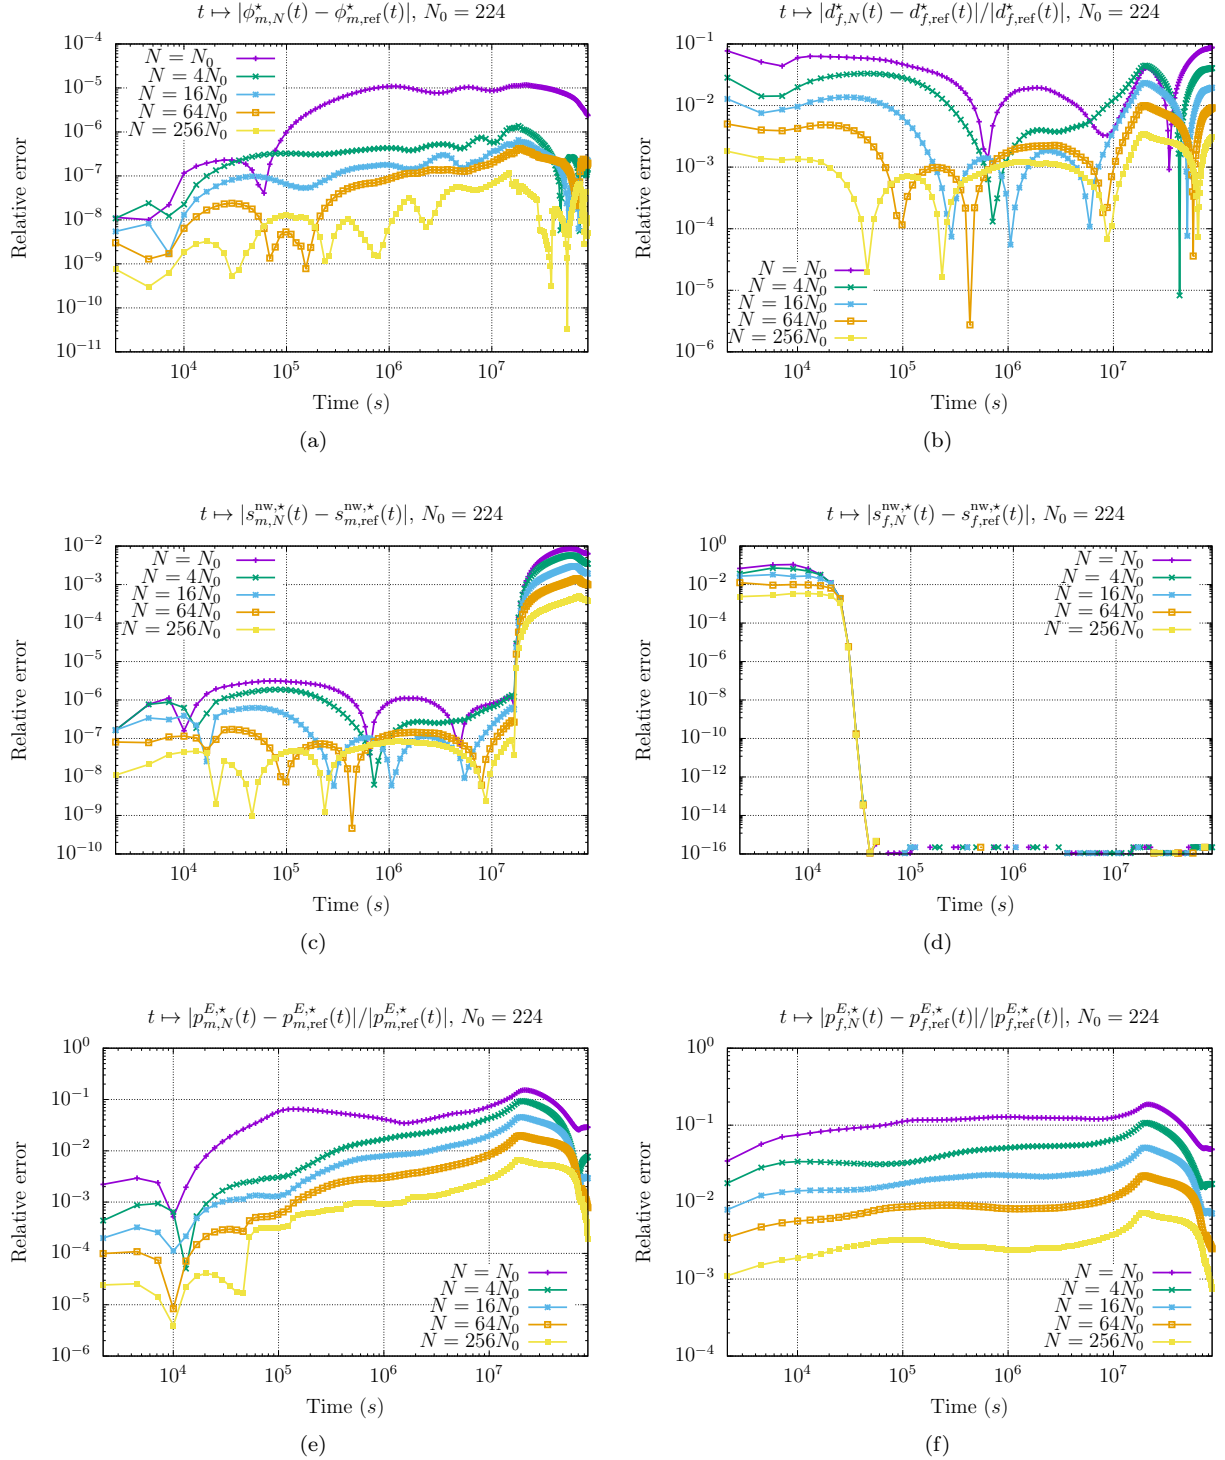 t ↦ |ϕ⋆m,N(t) − ϕ⋆m,ref(t)|, N0 = 224
Relative error
10−4
10−5
10−6
10−7
10−8
10−9
10−10
10−11
N = N0
N = 4N0
N = 16N0
N = 64N0
N = 256N0
104
105
106
107
Time (s)
(a)
t ↦ |d⋆f,N(t) − d⋆f,ref(t)|/|d⋆f,ref(t)|, N0 = 224
Relative error
10−1
10−2
10−3
10−4
10−5
10−6
N = N0
N = 4N0
N = 16N0
N = 64N0
N = 256N0
104
105
106
107
Time (s)
(b)
t ↦ |snw,⋆m,N(t) − snw,⋆m,ref(t)|, N0 = 224
Relative error
10−2
10−3
10−4
10−5
10−6
10−7
10−8
10−9
10−10
N = N0
N = 4N0
N = 16N0
N = 64N0
N = 256N0
104
105
106
107
Time (s)
(c)
t ↦ |snw,⋆f,N(t) − snw,⋆f,ref(t)|, N0 = 224
Relative error
100
10−2
10−4
10−6
10−8
10−10
10−12
10−14
10−16
N = N0
N = 4N0
N = 16N0
N = 64N0
N = 256N0
104
105
106
107
Time (s)
(d)
t ↦ |pE,⋆m,N(t) − pE,⋆m,ref(t)|/|pE,⋆m,ref(t)|, N0 = 224
Relative error
100
10−1
10−2
10−3
10−4
10−5
10−6
N = N0
N = 4N0
N = 16N0
N = 64N0
N = 256N0
104
105
106
107
Time (s)
(e)
t ↦ |pE,⋆f,N(t) − pE,⋆f,ref(t)|/|pE,⋆f,ref(t)|, N0 = 224
Relative error
100
10−1
10−2
10−3
10−4
N = N0
N = 4N0
N = 16N0
N = 64N0
N = 256N0
104
105
106
107
Time (s)
(f)